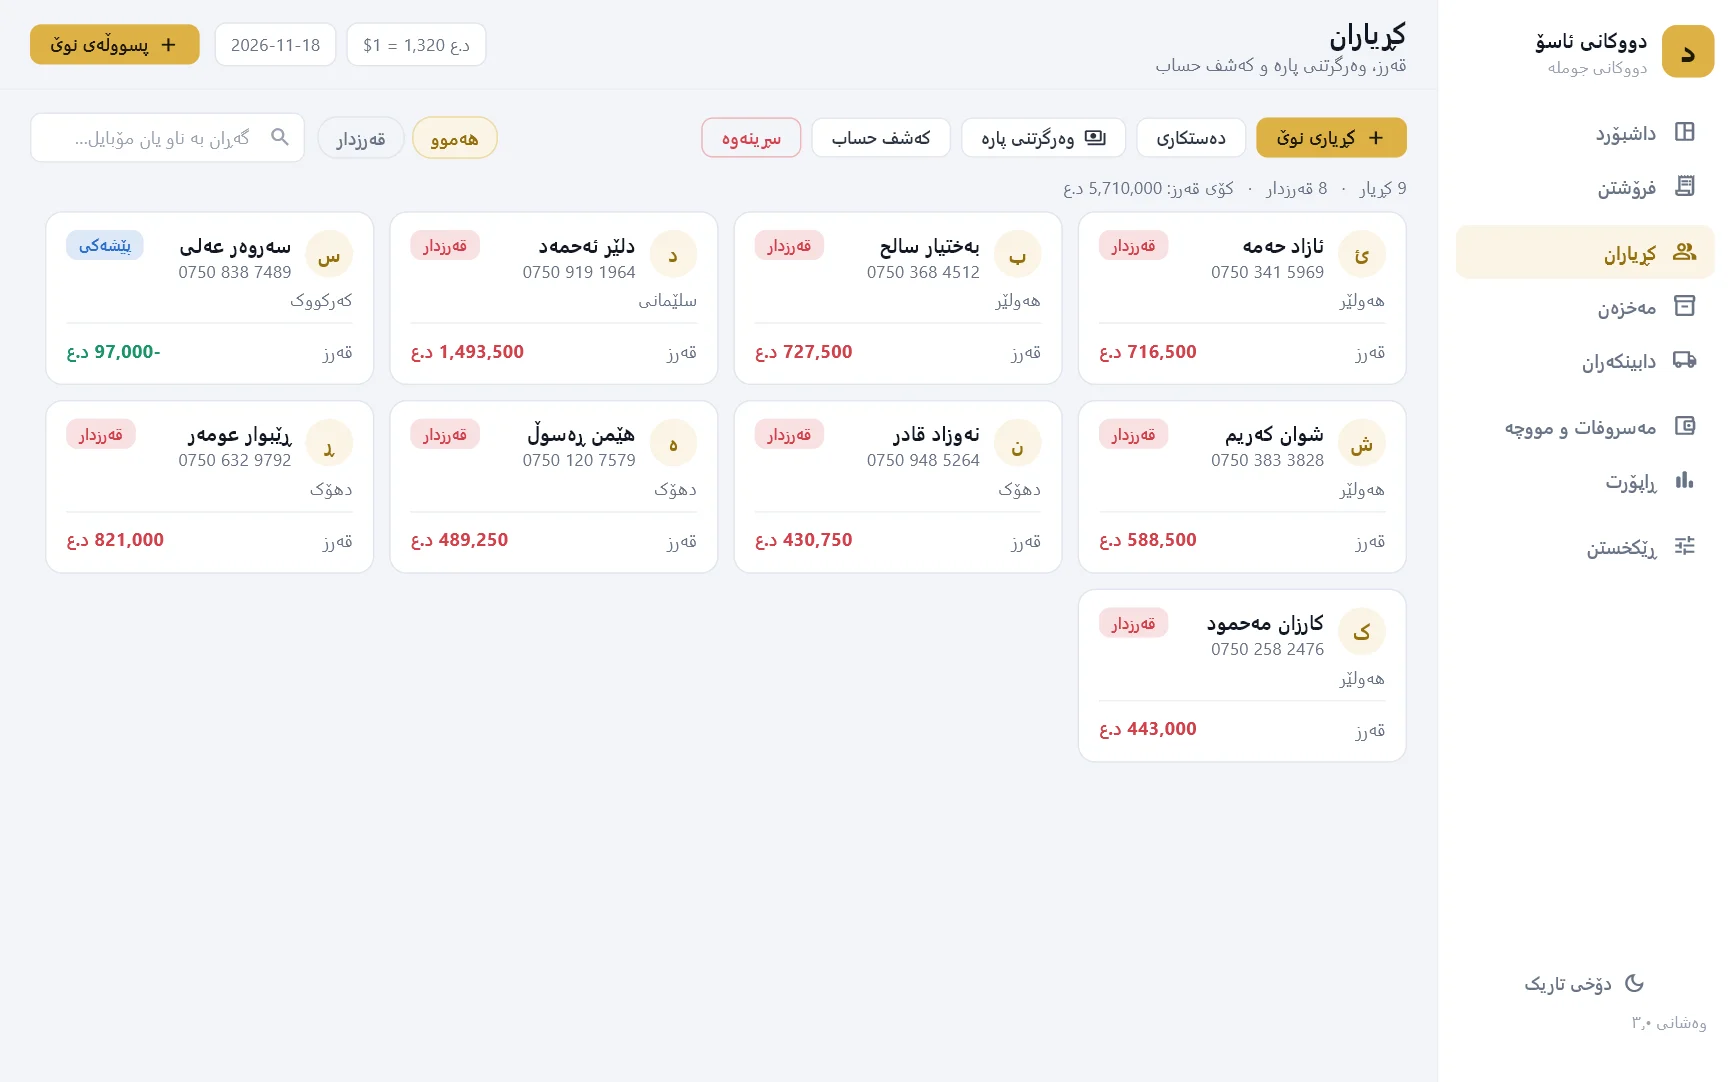 د
دووکانی ئاسۆ
دووکانی جوملە
داشبۆرد
فرۆشتن
کڕیاران
مەخزەن
دابینکەران
مەسروفات و مووچە
ڕاپۆرت
ڕێکخستن
دۆخی تاریک
وەشانی ٣٫٠
کڕیاران
قەرز، وەرگرتنی پارە و کەشف حساب
$1 = 1,320 د.ع
2026-11-18
+ پسووڵەی نوێ
+ کڕیاری نوێ
دەستکاری
وەرگرتنی پارە
کەشف حساب
سڕینەوە
هەموو
قەرزدار
گەڕان بە ناو یان مۆبایل...
9 کڕیار · 8 قەرزدار · کۆی قەرز: 5,710,000 د.ع
ئ
ئازاد حەمە
قەرزدار
0750 341 5969
هەولێر
قەرز
716,500 د.ع
ب
بەختیار سالح
قەرزدار
0750 368 4512
هەولێر
قەرز
727,500 د.ع
د
دلێر ئەحمەد
قەرزدار
0750 919 1964
سلێمانی
قەرز
1,493,500 د.ع
س
سەروەر عەلی
پێشەکی
0750 838 7489
کەرکووک
قەرز
-97,000 د.ع
ش
شوان کەریم
قەرزدار
0750 383 3828
هەولێر
قەرز
588,500 د.ع
ن
نەوزاد قادر
قەرزدار
0750 948 5264
دهۆک
قەرز
430,750 د.ع
ه
هێمن ڕەسوڵ
قەرزدار
0750 120 7579
دهۆک
قەرز
489,250 د.ع
ڕ
ڕێبوار عومەر
قەرزدار
0750 632 9792
دهۆک
قەرز
821,000 د.ع
ک
کارزان مەحمود
قەرزدار
0750 258 2476
هەولێر
قەرز
443,000 د.ع